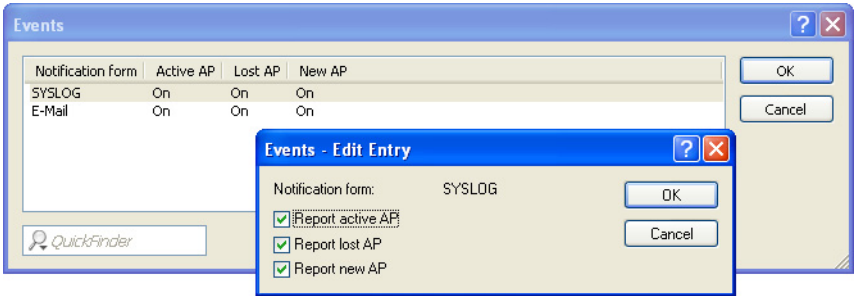 Events
Notification form Active AP Lost AP New AP
SYSLOG On On On
E-Mail On On On
OK
Cancel
QuickFinder
Events - Edit Entry
Notification form: SYSLOG
Report active AP
Report lost AP
Report new AP
OK
Cancel